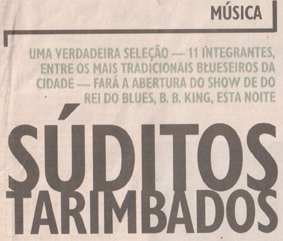 MÚSICA
UMA VERDADEIRA SELEÇÃO — 11 INTEGRANTES,
ENTRE OS MAIS TRADICIONAIS BLUESEIROS DA
CIDADE — FARÁ A ABERTURA DO SHOW DE DO
REI DO BLUES, B. B. KING, ESTA NOITE
SÚDITOS
TARIMBADOS